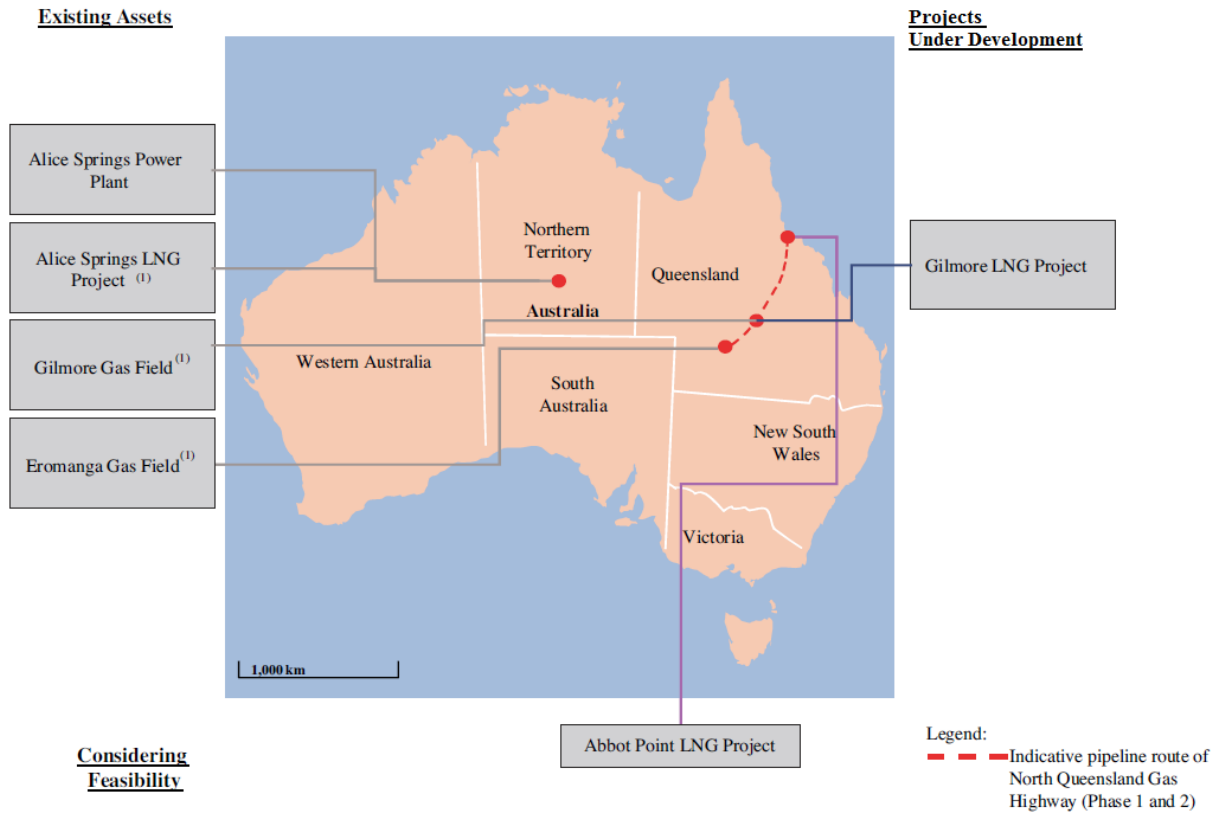 Existing Assets
Projects
Under Development
Alice Springs Power
Plant
Alice Springs LNG
Project (1)
Gilmore Gas Field(1)
Eromanga Gas Field(1)
Northern
Territory
Queensland
Australia
Western Australia
South
Australia
New South
Wales
Victoria
1,000 km
Gilmore LNG Project
Abbot Point LNG Project
Considering
Feasibility
Legend:
Indicative pipeline route of
North Queensland Gas
Highway (Phase 1 and 2)